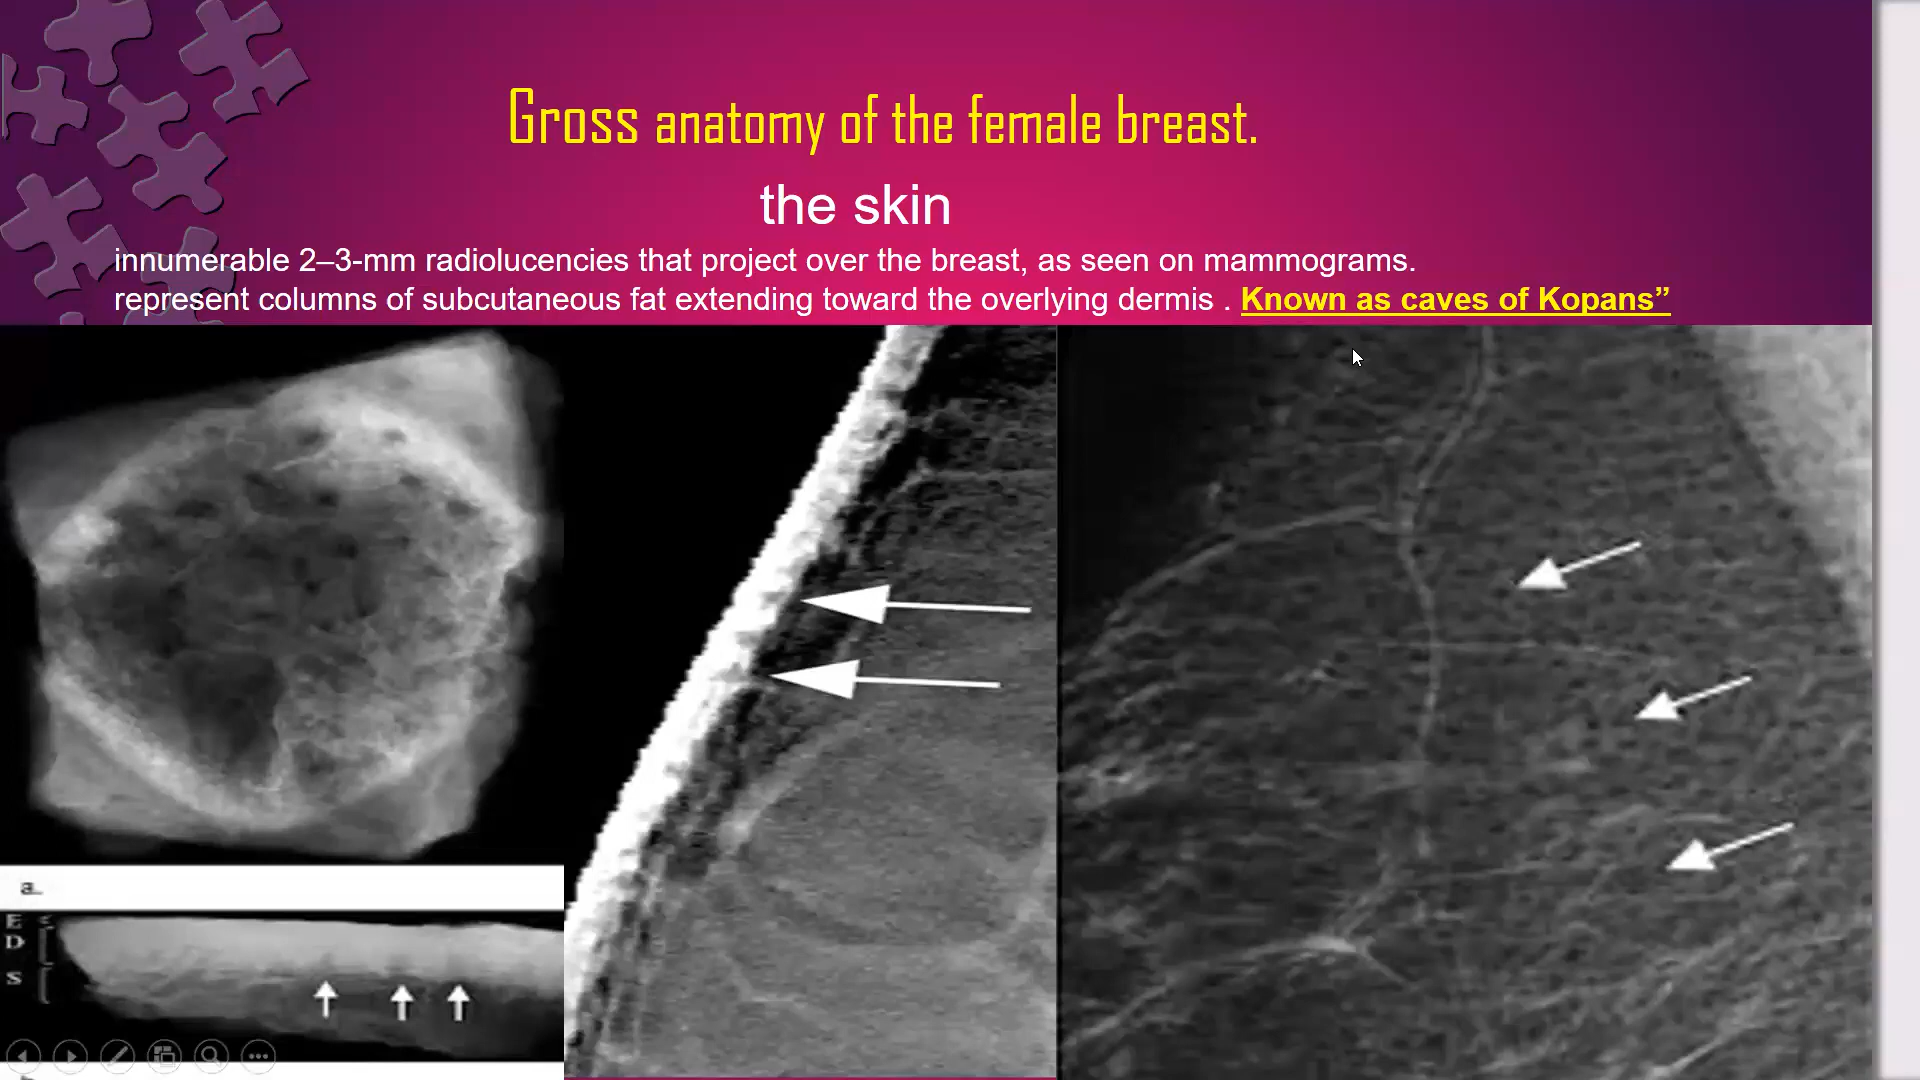 Gross anatomy of the female breast.
the skin
innumerable 2–3-mm radiolucencies that project over the breast, as seen on mammograms.
represent columns of subcutaneous fat extending toward the overlying dermis . Known as caves of Kopans”
a.
E
D
S